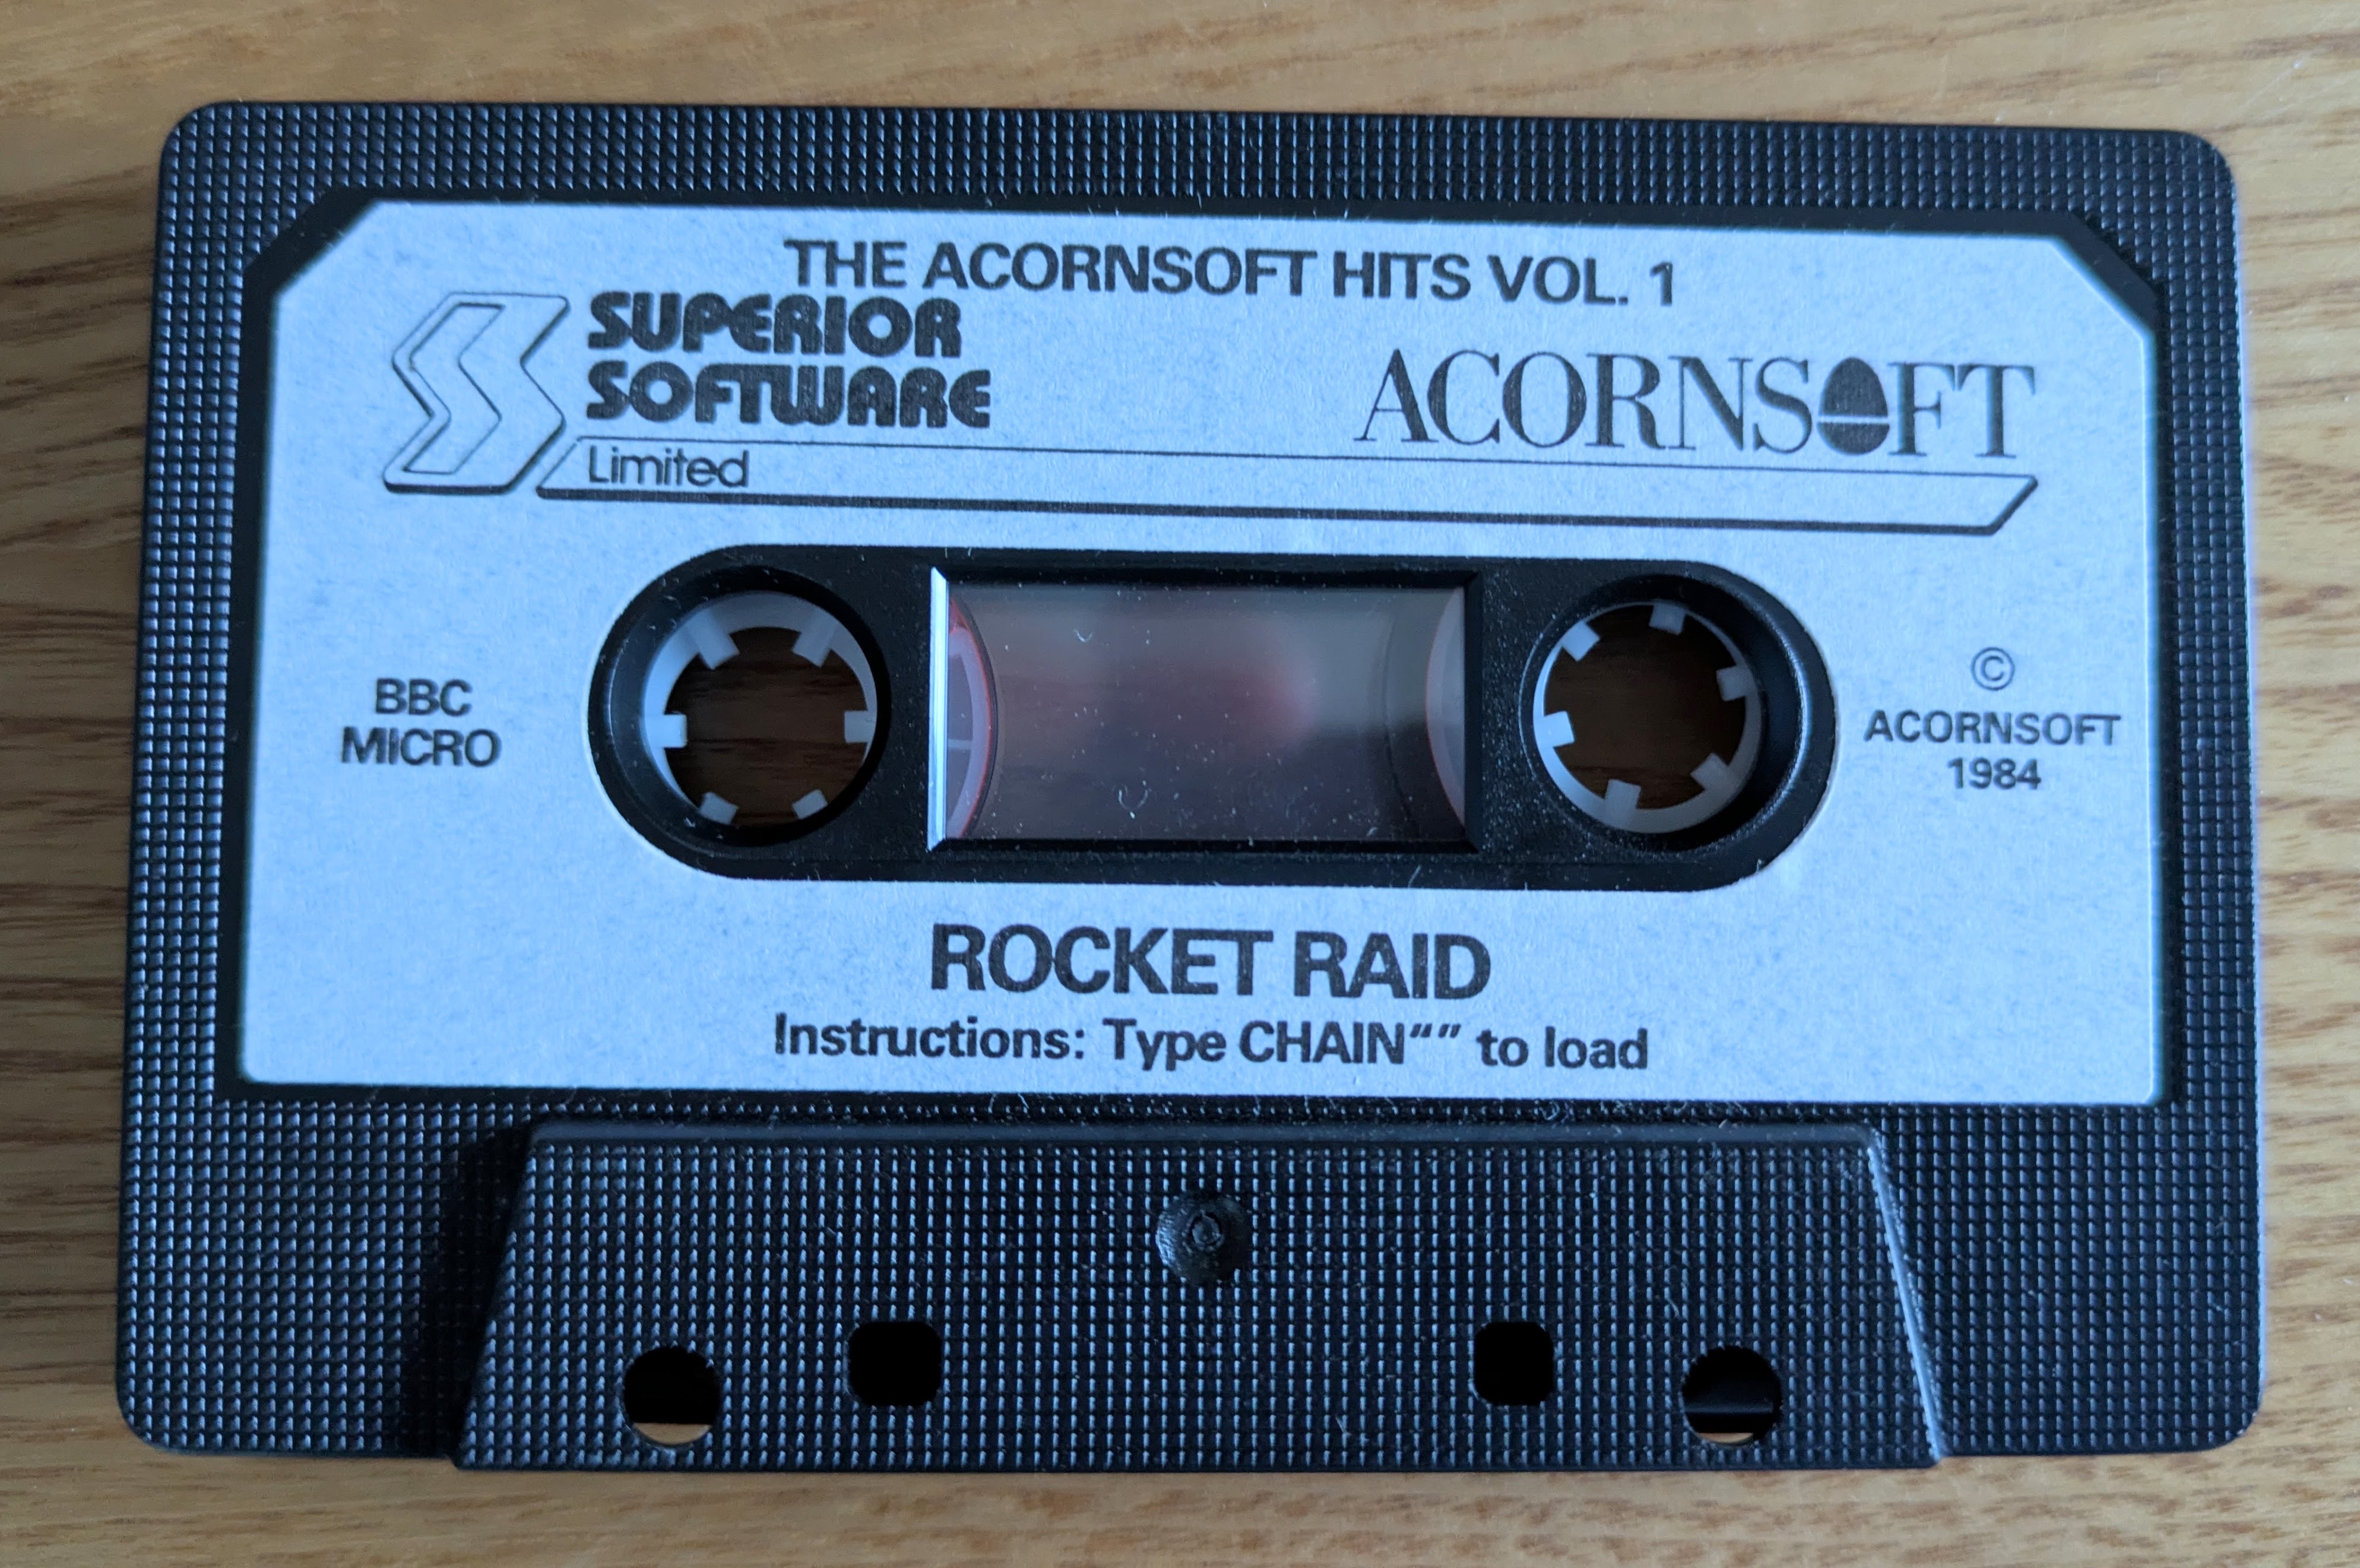 THE ACORNSOFT HITS VOL. 1
SUPERIOR
SOFTWARE
Limited
ACORNSOFT
BBC
MICRO
©
ACORNSOFT
1984
ROCKET RAID
Instructions: Type CHAIN“” to load